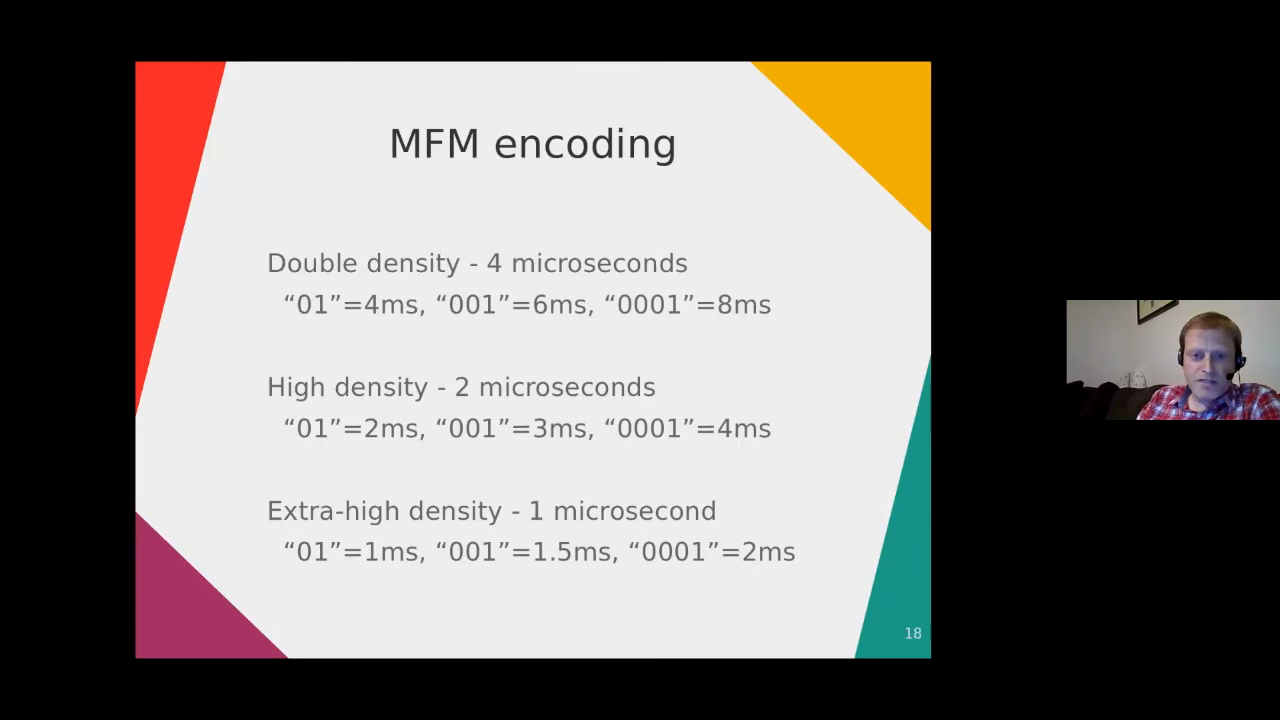 MFM encoding
Double density - 4 microseconds
“01”=4ms, “001”=6ms, “0001”=8ms
High density - 2 microseconds
“01”=2ms, “001”=3ms, “0001”=4ms
Extra-high density - 1 microsecond
“01”=1ms, “001”=1.5ms, “0001”=2ms
18